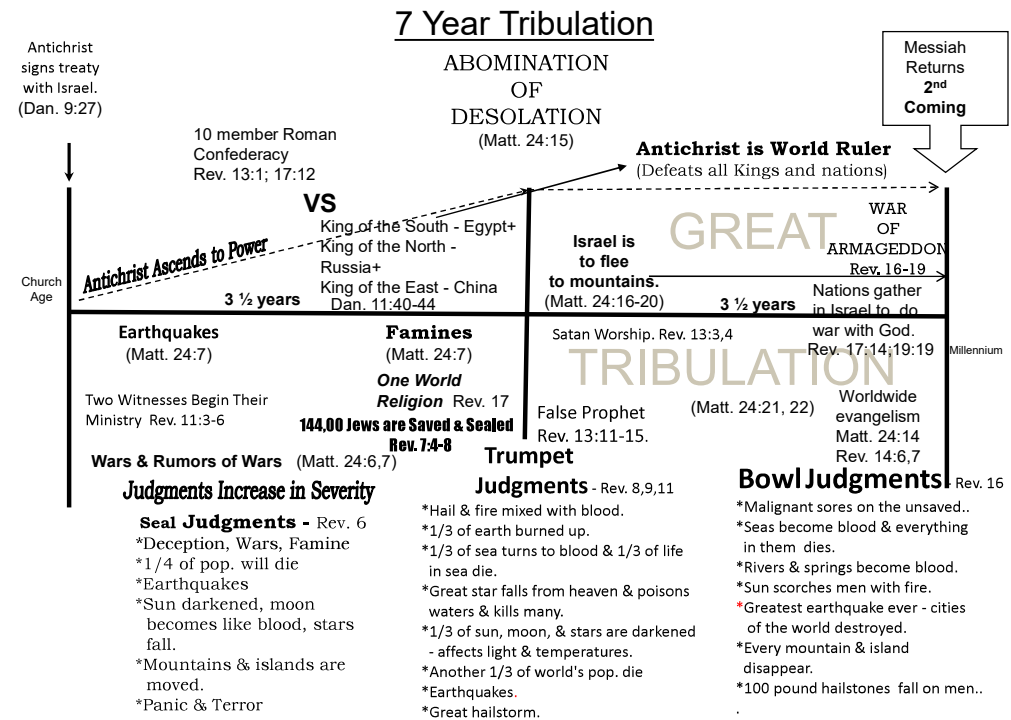 7 Year Tribulation
Antichrist
signs treaty
with Israel.
(Dan. 9:27)
ABOMINATION
OF
DESOLATION
(Matt. 24:15)
Messiah
Returns
2nd
Coming
10 member Roman
Confederacy
Rev. 13:1; 17:12
Antichrist is World Ruler
(Defeats all Kings and nations)
VS
King of the South - Egypt+
King of the North -
Russia+
King of the East - China
Dan. 11:40-44
Antichrist Ascends to Power
Church
Age
3 ½ years
GREAT
Israel is
to flee
to mountains.
(Matt. 24:16-20)
WAR
OF
ARMAGEDDON
Rev. 16-19
3 ½ years
Nations gather
in Israel to do
war with God.
Rev. 17:14;19:19
Millennium
Earthquakes
(Matt. 24:7)
Famines
(Matt. 24:7)
One World
Religion Rev. 17
Satan Worship. Rev. 13:3,4
TRIBULATION
(Matt. 24:21, 22)
Two Witnesses Begin Their
Ministry Rev. 11:3-6
144,00 Jews are Saved & Sealed
Rev. 7:4-8
False Prophet
Rev. 13:11-15.
Worldwide
evangelism
Matt. 24:14
Rev. 14:6,7
Wars & Rumors of Wars (Matt. 24:6,7)
Judgments Increase in Severity
Seal Judgments - Rev. 6
*Deception, Wars, Famine
*1/4 of pop. will die
*Earthquakes
*Sun darkened, moon
becomes like blood, stars
fall.
*Mountains & islands are
moved.
*Panic & Terror
Trumpet
Judgments - Rev. 8,9,11
*Hail & fire mixed with blood.
*1/3 of earth burned up.
*1/3 of sea turns to blood & 1/3 of life
in sea die.
*Great star falls from heaven & poisons
waters & kills many.
*1/3 of sun, moon, & stars are darkened
- affects light & temperatures.
*Another 1/3 of world's pop. die
*Earthquakes.
*Great hailstorm.
Bowl Judgments - Rev. 16
*Malignant sores on the unsaved..
*Seas become blood & everything
in them dies.
*Rivers & springs become blood.
*Sun scorches men with fire.
*Greatest earthquake ever - cities
of the world destroyed.
*Every mountain & island
disappear.
*100 pound hailstones fall on men..
.